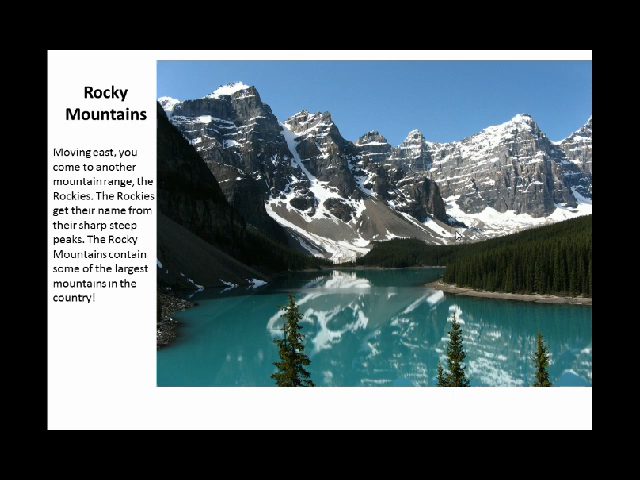 Rocky
Mountains
Moving east, you
come to another
mountain range, the
Rockies. The Rockies
get their name from
their sharp steep
peaks. The Rocky
Mountains contain
some of the largest
mountains in the
country!